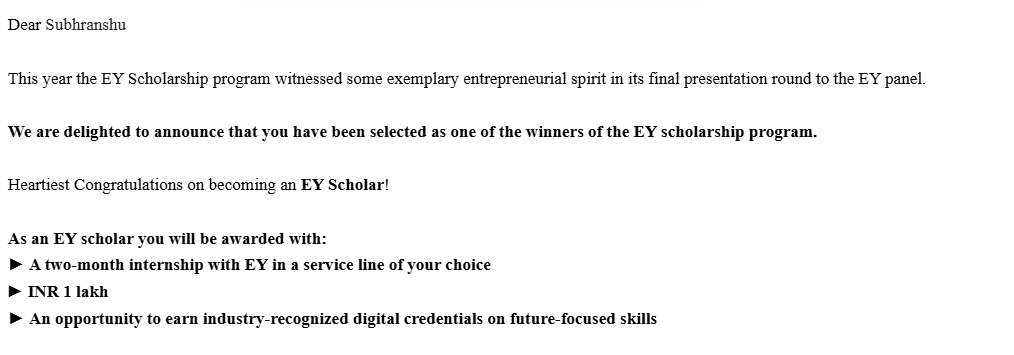 Dear Subhranshu
This year the EY Scholarship program witnessed some exemplary entrepreneurial spirit in its final presentation round to the EY panel.
We are delighted to announce that you have been selected as one of the winners of the EY scholarship program.
Heartiest Congratulations on becoming an EY Scholar!
As an EY scholar you will be awarded with:
► A two-month internship with EY in a service line of your choice
► INR 1 lakh
► An opportunity to earn industry-recognized digital credentials on future-focused skills